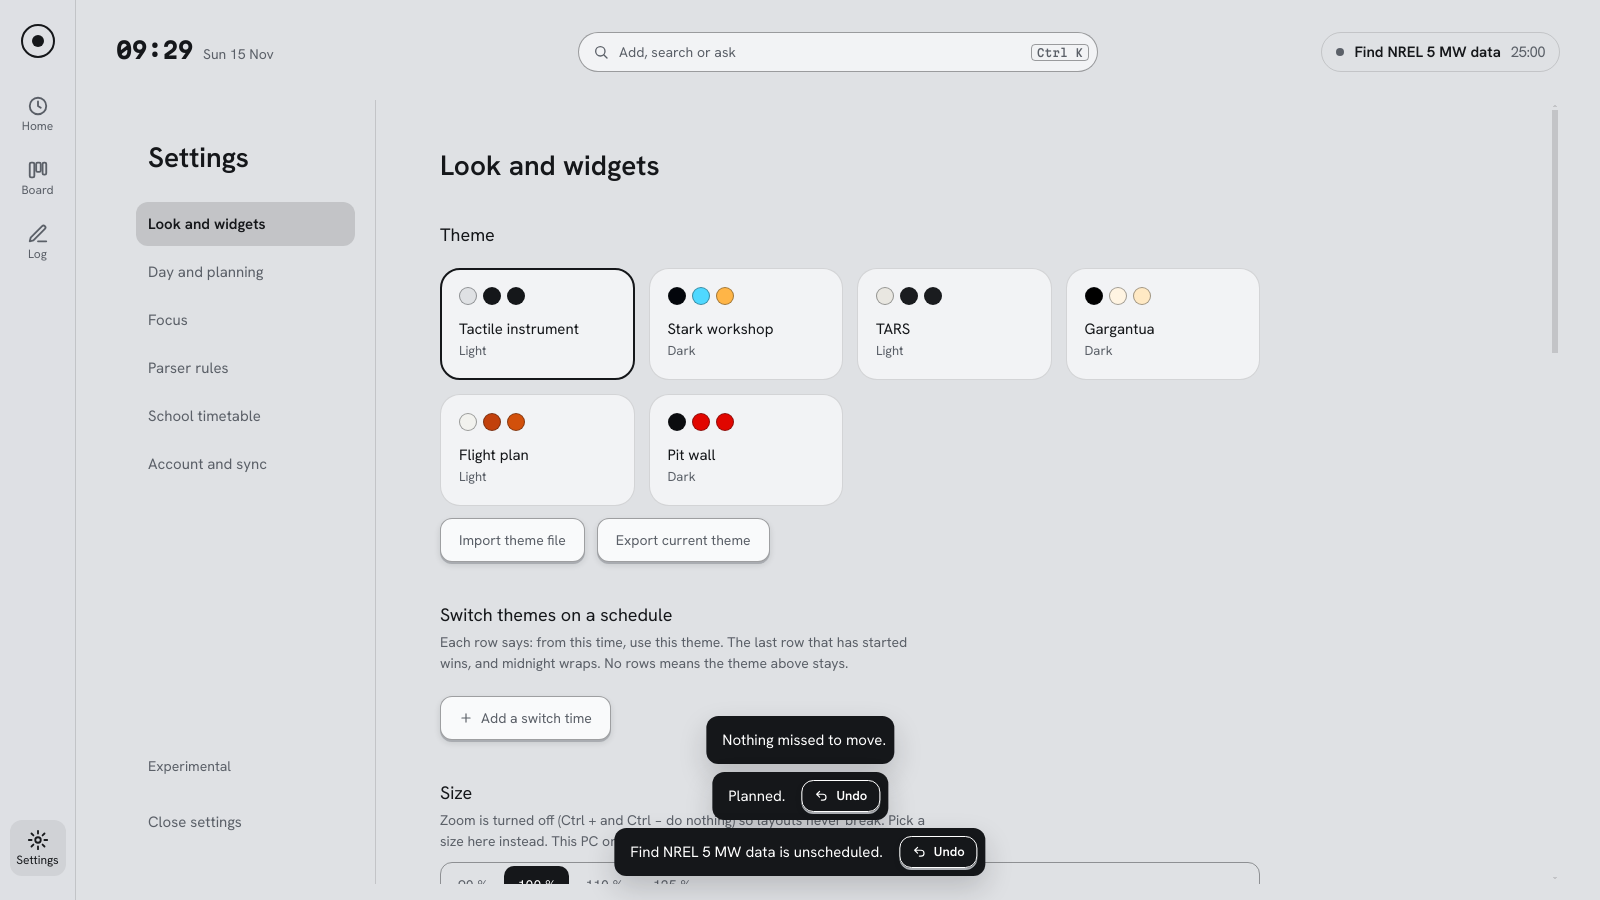 09:29 Sun 15 Nov
Add, search or ask
Ctrl K
Find NREL 5 MW data 25:00
Home
Board
Log
Settings
Settings
Look and widgets
Day and planning
Focus
Parser rules
School timetable
Account and sync
Experimental
Close settings
Look and widgets
Theme
Tactile instrument
Light
Stark workshop
Dark
TARS
Light
Gargantua
Dark
Flight plan
Light
Pit wall
Dark
Import theme file
Export current theme
Switch themes on a schedule
Each row says: from this time, use this theme. The last row that has started
wins, and midnight wraps. No rows means the theme above stays.
Add a switch time
Size
Zoom is turned off (Ctrl + and Ctrl – do nothing) so layouts never break. Pick a
size here instead. This PC
90 % 100 % 110 % 125 %
Nothing missed to move.
Planned.
Undo
Find NREL 5 MW data is unscheduled.
Undo